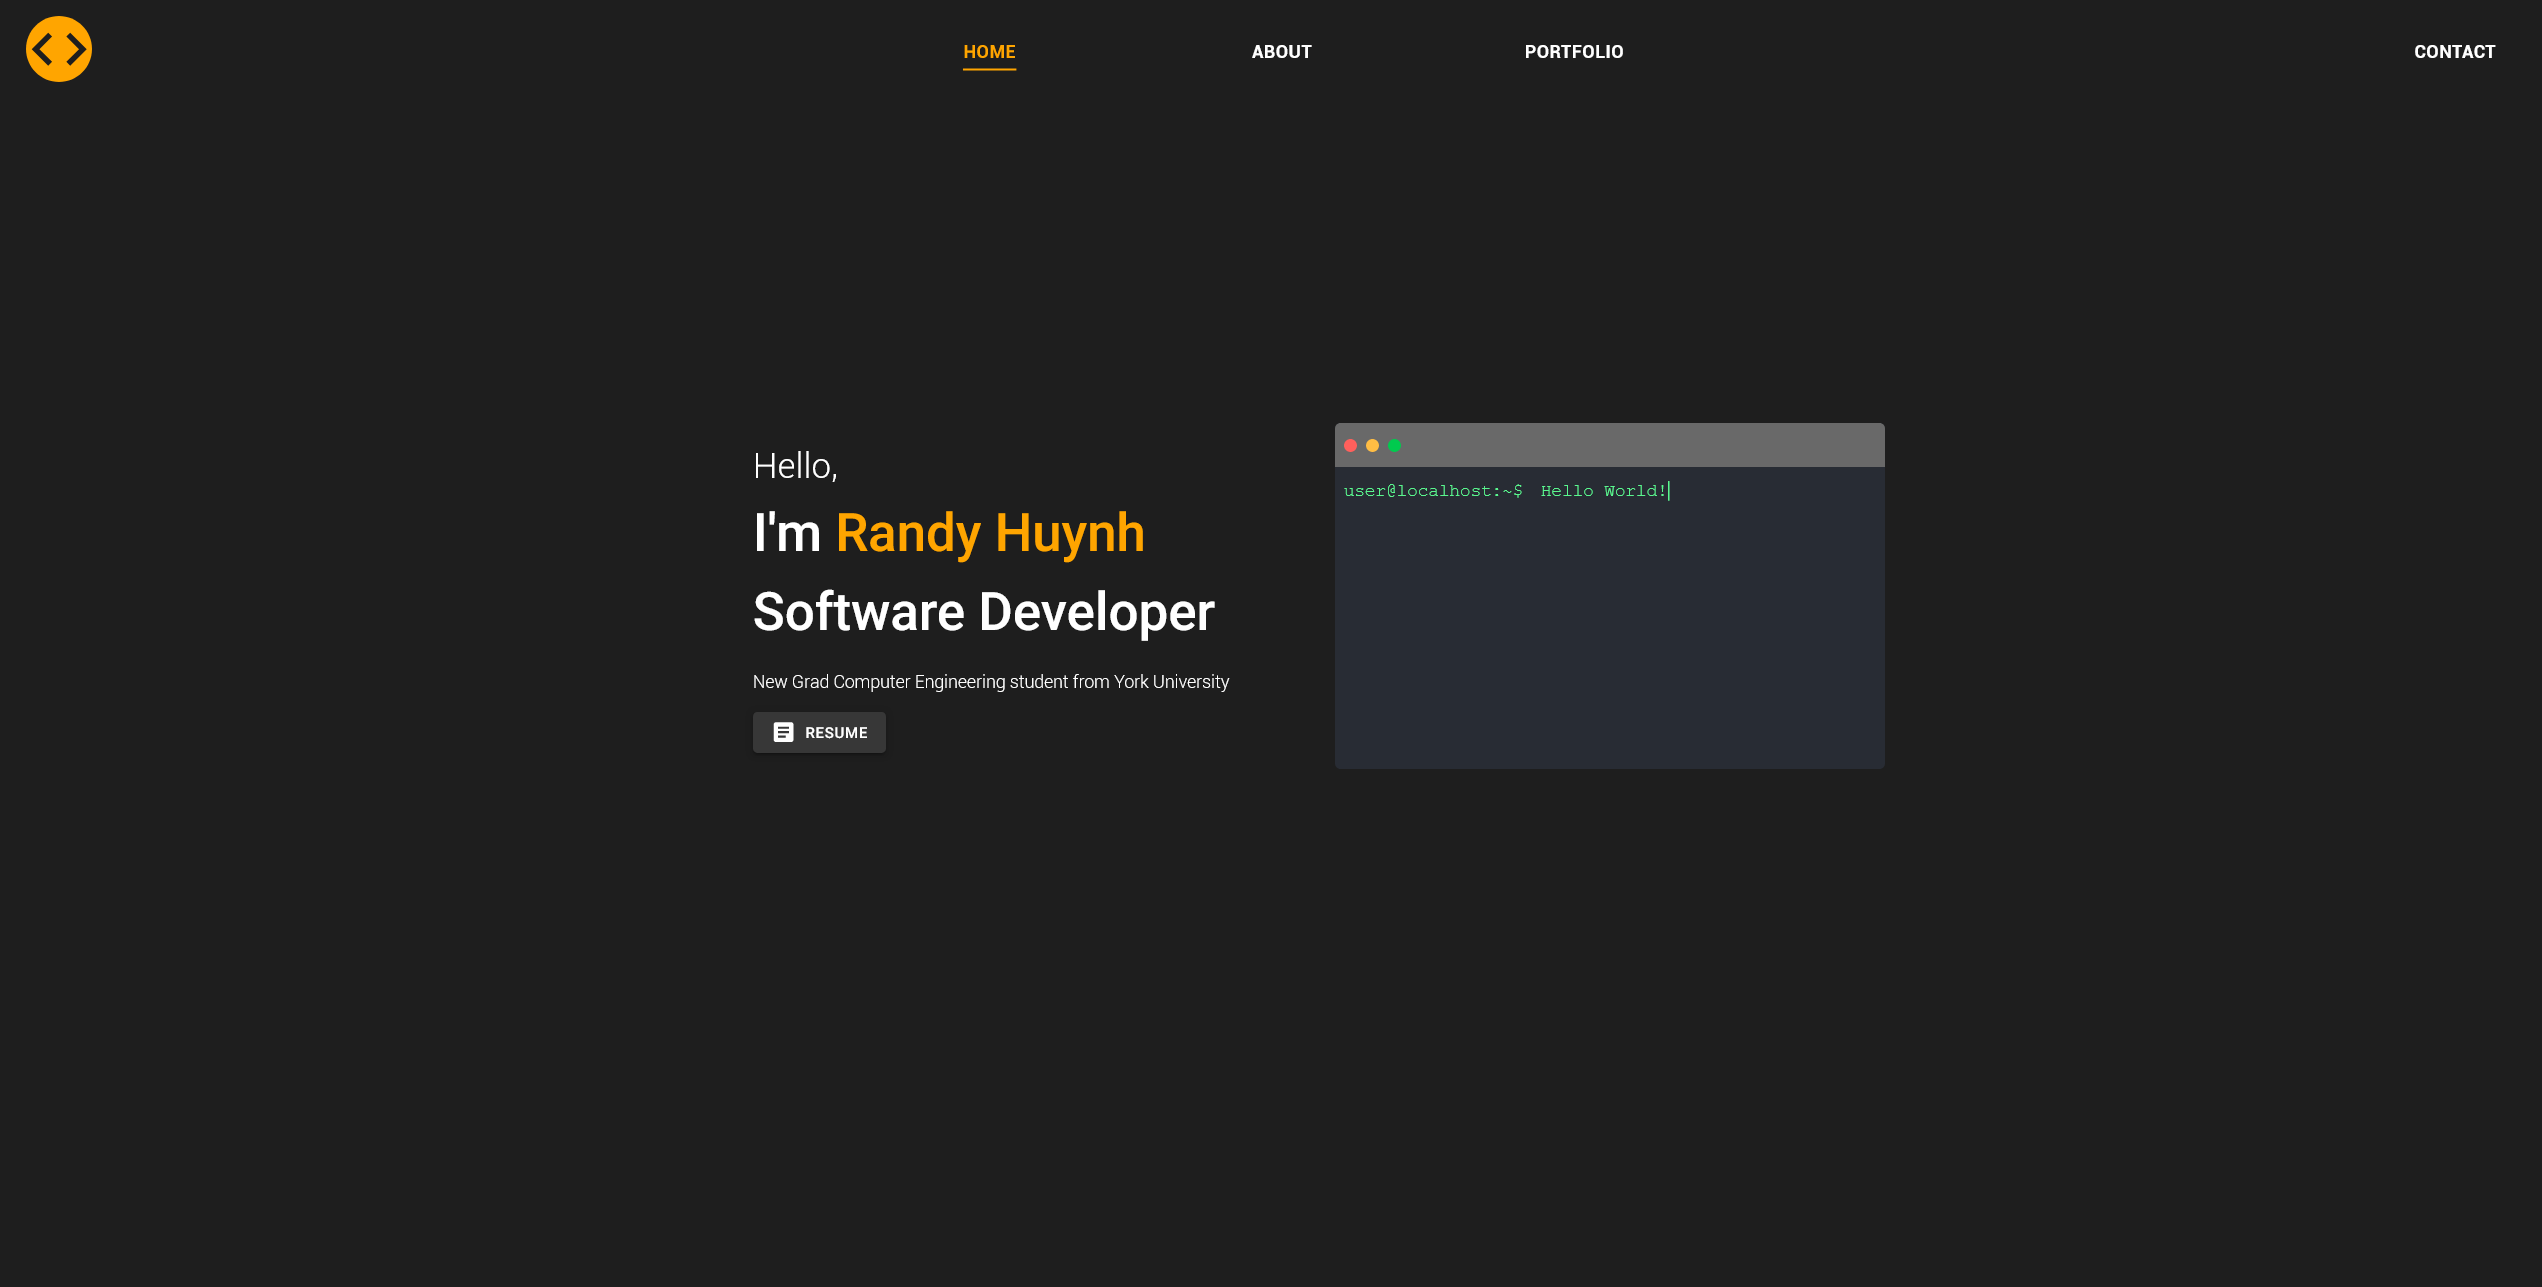 HOME
ABOUT
PORTFOLIO
CONTACT
Hello,
I'm Randy Huynh
Software Developer
New Grad Computer Engineering student from York University
RESUME
user@localhost:~$ Hello World!